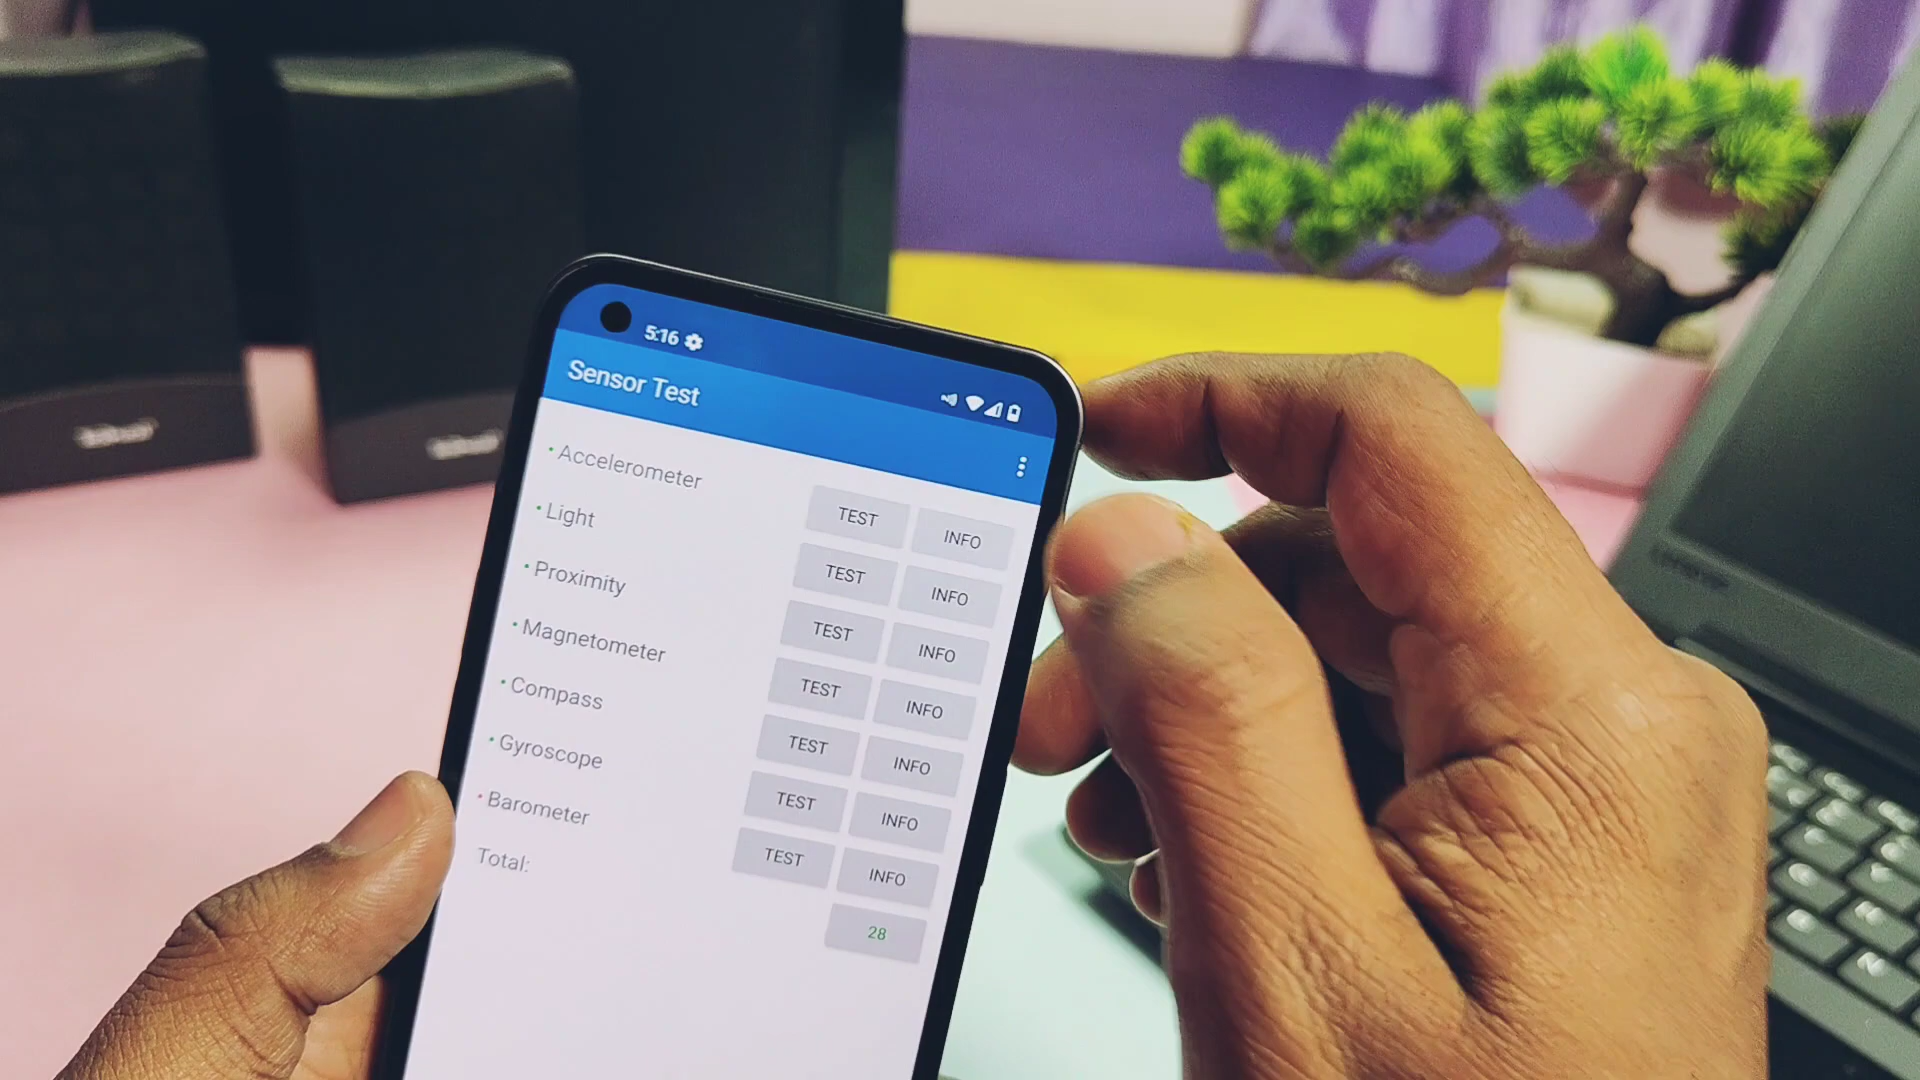 5:16
Sensor Test
Accelerometer
TEST INFO
Light
TEST INFO
Proximity
TEST INFO
Magnetometer
TEST INFO
Compass
TEST INFO
Gyroscope
TEST INFO
Barometer
TEST INFO
Total:
28